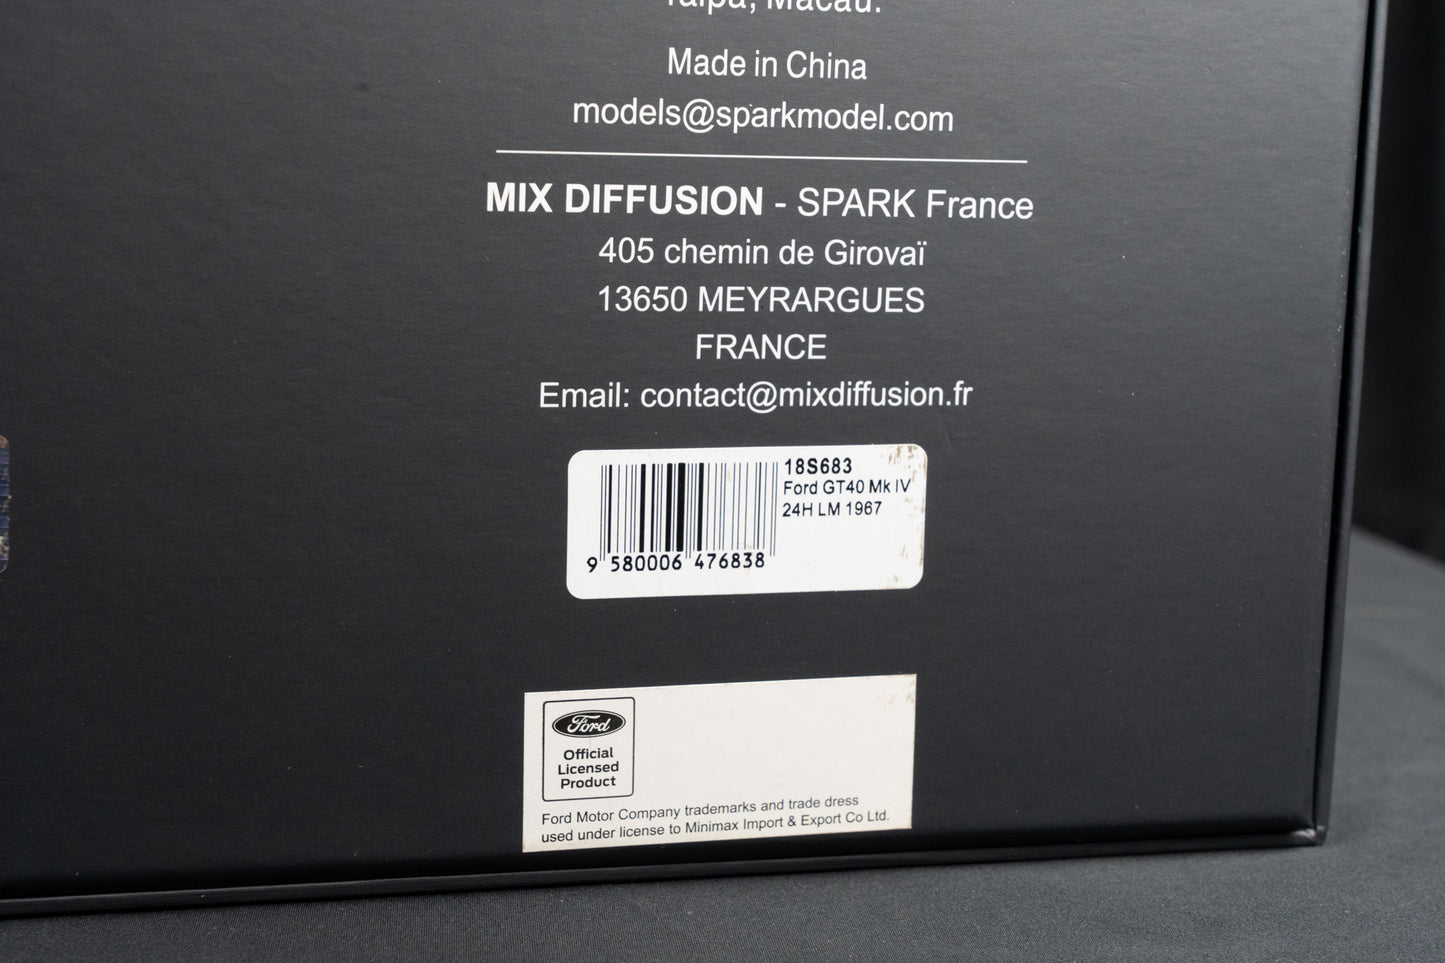 Taipa, Macau.
Made in China
models@sparkmodel.com
MIX DIFFUSION - SPARK France
405 chemin de Girovaï
13650 MEYRARGUES
FRANCE
Email: contact@mixdiffusion.fr
18S683
Ford GT40 Mk IV
24H LM 1967
9 580006 476838
Ford
Official
Licensed
Product
Ford Motor Company trademarks and trade dress
used under license to Minimax Import & Export Co Ltd.